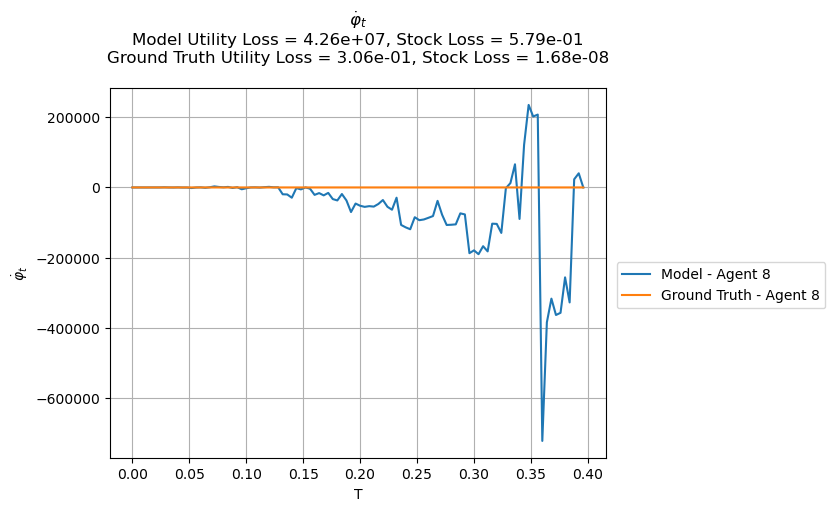 φ̇ₜ
Model Utility Loss = 4.26e+07, Stock Loss = 5.79e-01
Ground Truth Utility Loss = 3.06e-01, Stock Loss = 1.68e-08
200000
0
−200000
−400000
−600000
φ̇ₜ
0.00 0.05 0.10 0.15 0.20 0.25 0.30 0.35 0.40
T
Model - Agent 8
Ground Truth - Agent 8